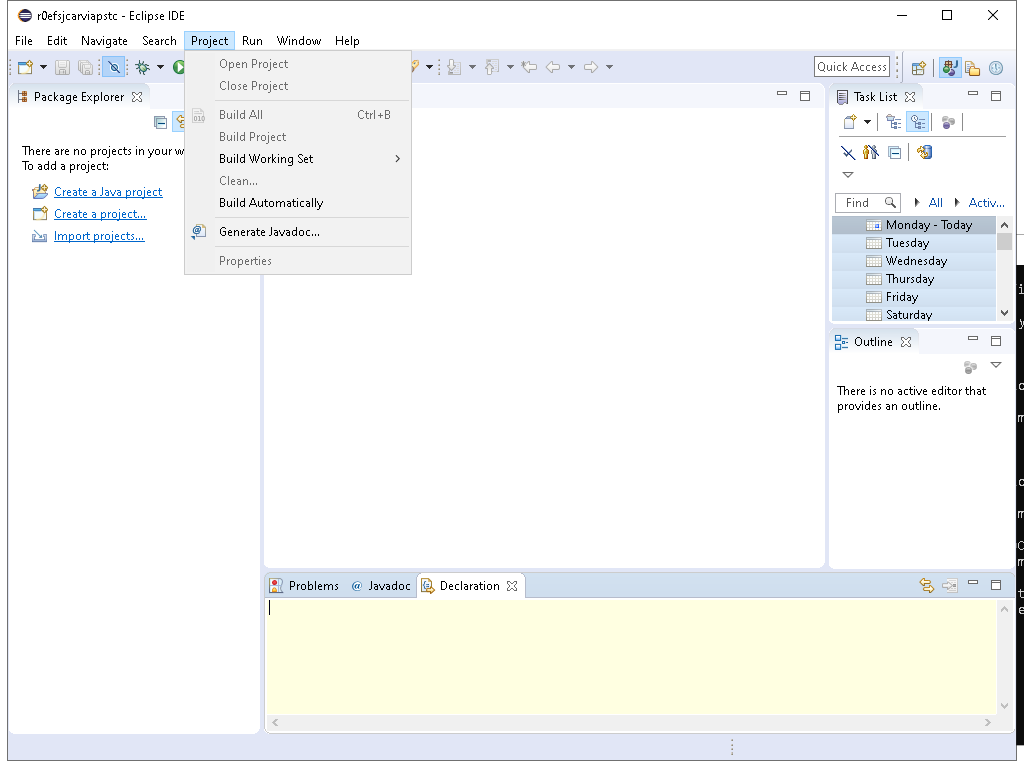 r0efsjcarviapstc - Eclipse IDE
File Edit Navigate Search Project Run Window Help
Quick Access
Open Project
Close Project
Build All Ctrl+B
Build Project
Build Working Set
Clean...
Build Automatically
Generate Javadoc...
Properties
Package Explorer
There are no projects in your
To add a project:
Create a Java project
Create a project...
Import projects...
Task List
Find All Activ...
Monday - Today
Tuesday
Wednesday
Thursday
Friday
Saturday
Outline
There is no active editor that
provides an outline.
Problems @ Javadoc Declaration